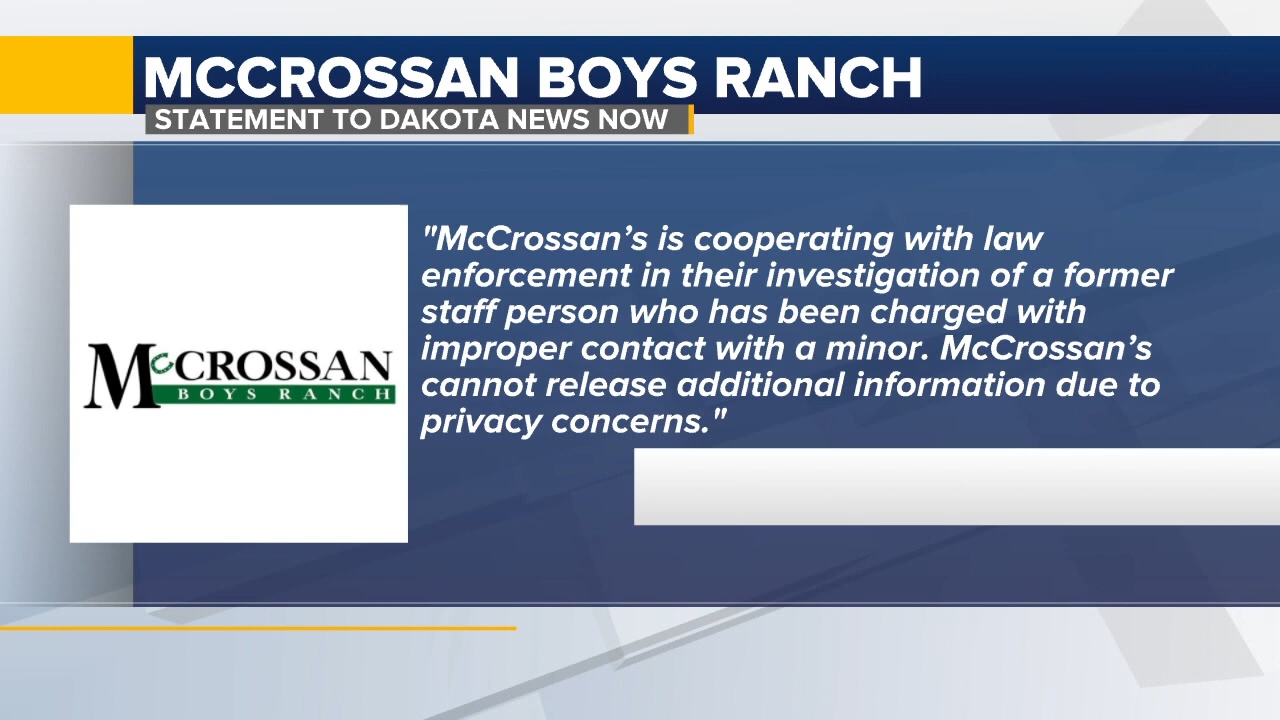 MCCROSSAN BOYS RANCH
STATEMENT TO DAKOTA NEWS NOW
"McCrossan’s is cooperating with law
enforcement in their investigation of a former
staff person who has been charged with
improper contact with a minor. McCrossan’s
cannot release additional information due to
privacy concerns."
McCROSSAN
BOYS RANCH